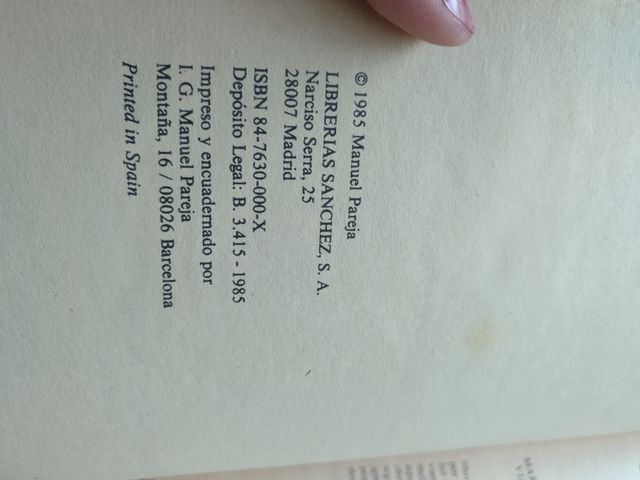 © 1985 Manuel Pareja
LIBRERIAS SANCHEZ, S. A.
Narciso Serra, 25
28007 Madrid
ISBN 84-7630-000-X
Depósito Legal: B. 3.415 - 1985
Impreso y encuadernado por
I. G. Manuel Pareja
Montaña, 16 / 08026 Barcelona
Printed in Spain